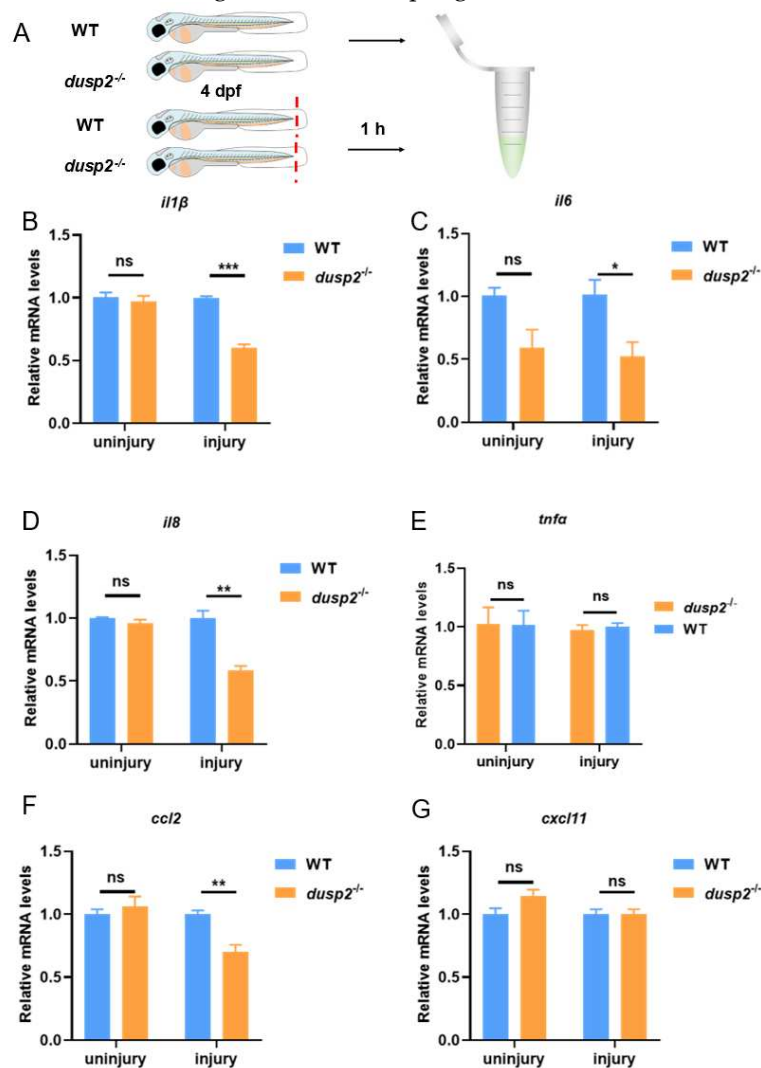 A
WT
dusp2-/-
4 dpf
WT
1 h
dusp2-/-
B
il1β
Relative mRNA levels
1.5
1.0
0.5
0.0
ns
***
WT
dusp2-/-
uninjury
injury
C
il6
Relative mRNA levels
1.5
1.0
0.5
0.0
ns
*
WT
dusp2-/-
uninjury
injury
D
il8
Relative mRNA levels
1.5
1.0
0.5
0.0
ns
**
WT
dusp2-/-
uninjury
injury
E
tnfα
Relative mRNA levels
1.5
1.0
0.5
0.0
ns
ns
dusp2-/-
WT
uninjury
injury
F
ccl2
Relative mRNA levels
1.5
1.0
0.5
0.0
ns
**
WT
dusp2-/-
uninjury
injury
G
cxcl11
Relative mRNA levels
1.5
1.0
0.5
0.0
ns
ns
WT
dusp2-/-
uninjury
injury